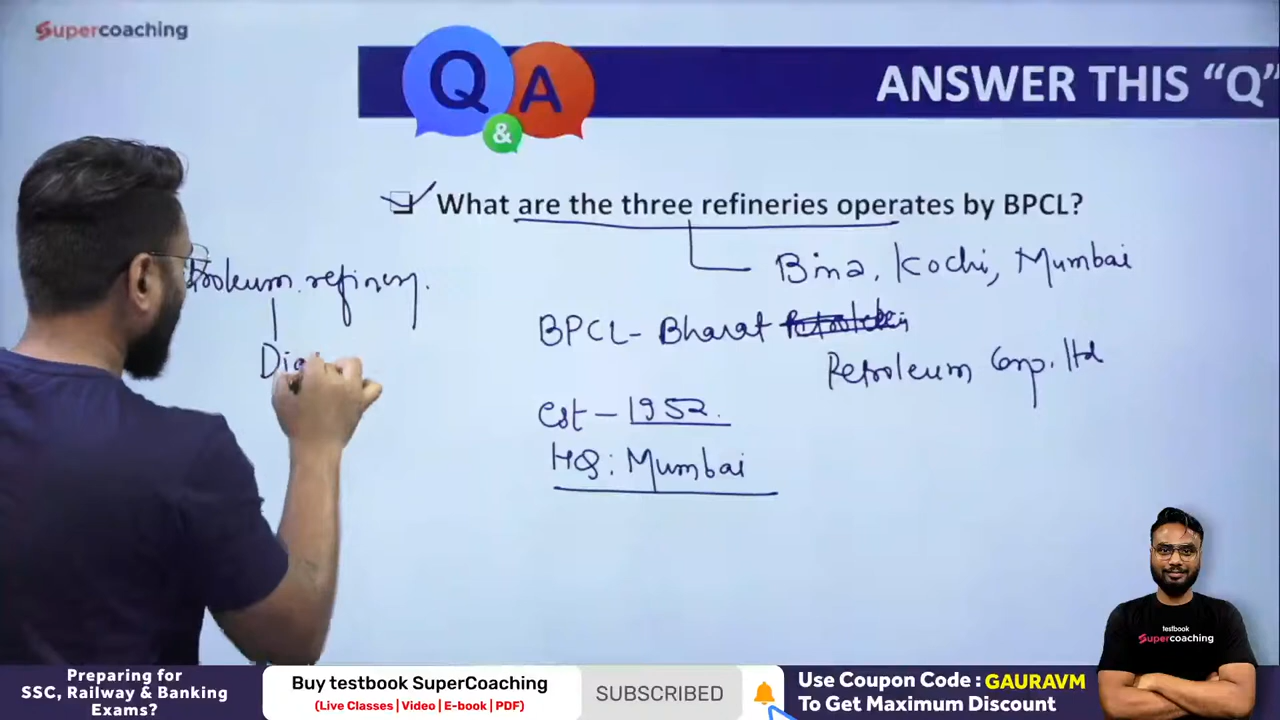 Supercoaching
Q & A
ANSWER THIS “Q”
What are the three refineries operates by BPCL?
Bina, Kochi, Mumbai
refinery.
BPCL - Bharat
Petroleum Corp. ltd
Est - 1952.
HQ: Mumbai
testbook
Supercoaching
Preparing for
SSC, Railway & Banking
Exams?
Buy testbook SuperCoaching
(Live Classes | Video | E-book | PDF)
SUBSCRIBED
Use Coupon Code : GAURAVM
To Get Maximum Discount